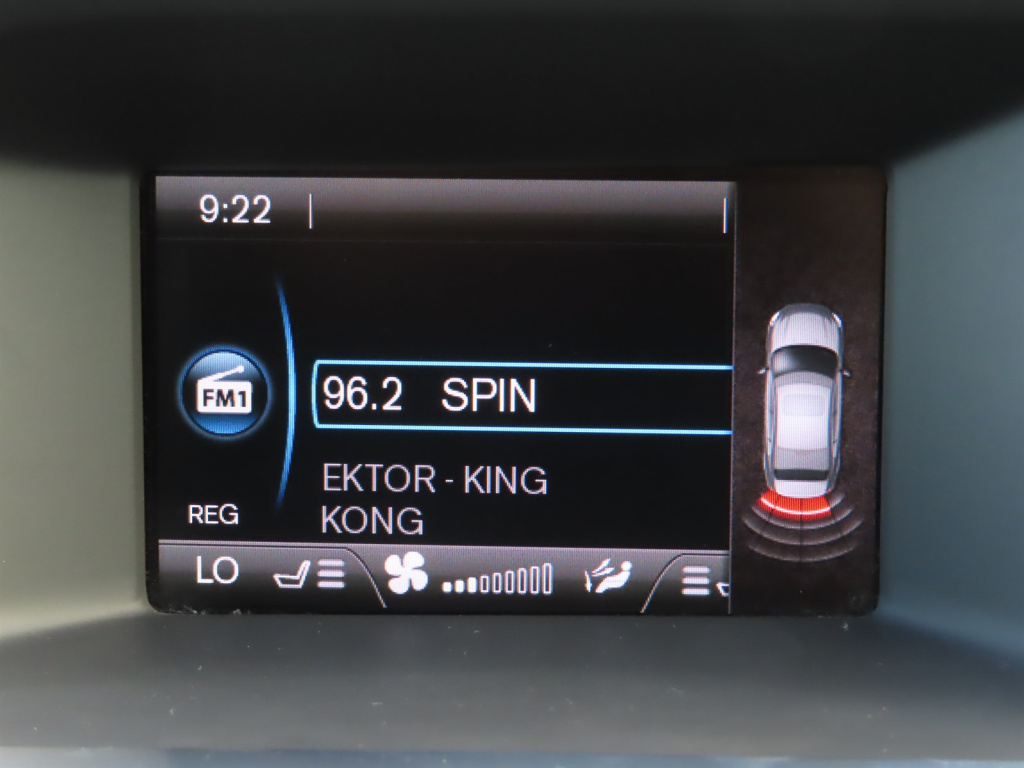 9:22
FM1
96.2 SPIN
EKTOR - KING
KONG
REG
LO